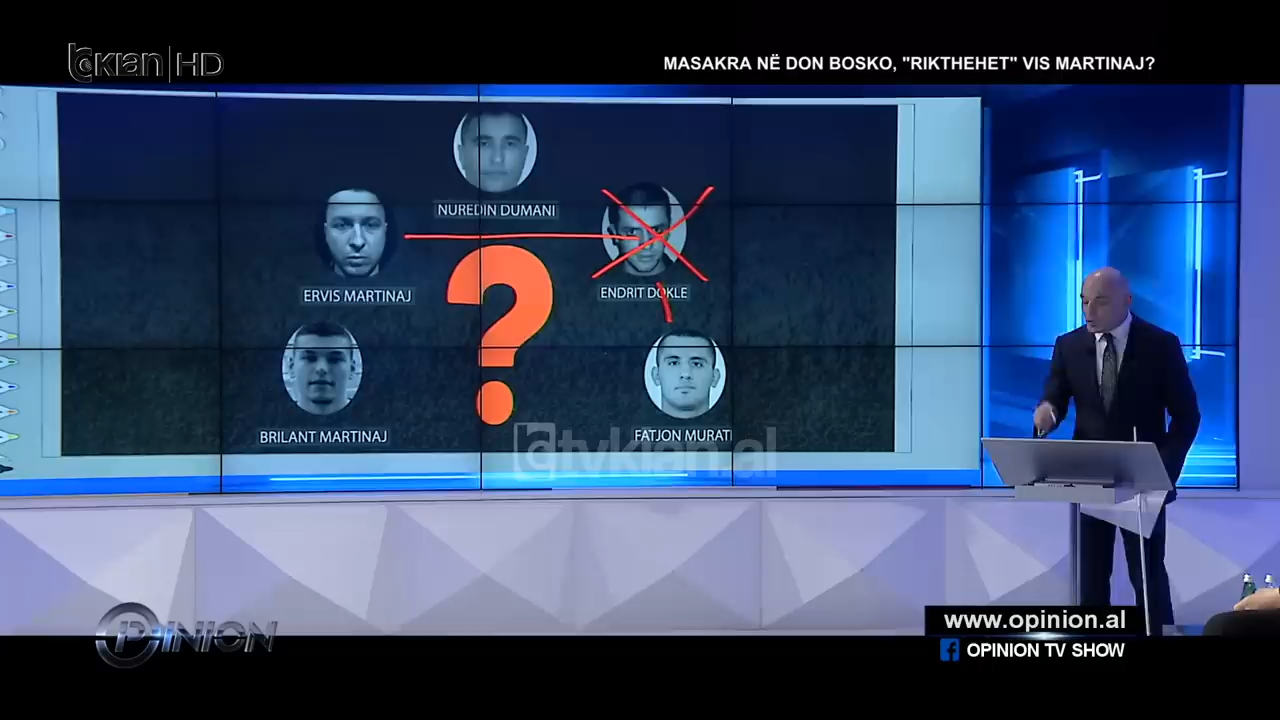 klan HD
MASAKRA NË DON BOSKO, "RIKTHEHET" VIS MARTINAJ?
NUREDIN DUMANI
ERVIS MARTINAJ
ENDRIT DOKLE
?
BRILANT MARTINAJ
FATJON MURATI
tvklan.al
OPINION
www.opinion.al
OPINION TV SHOW